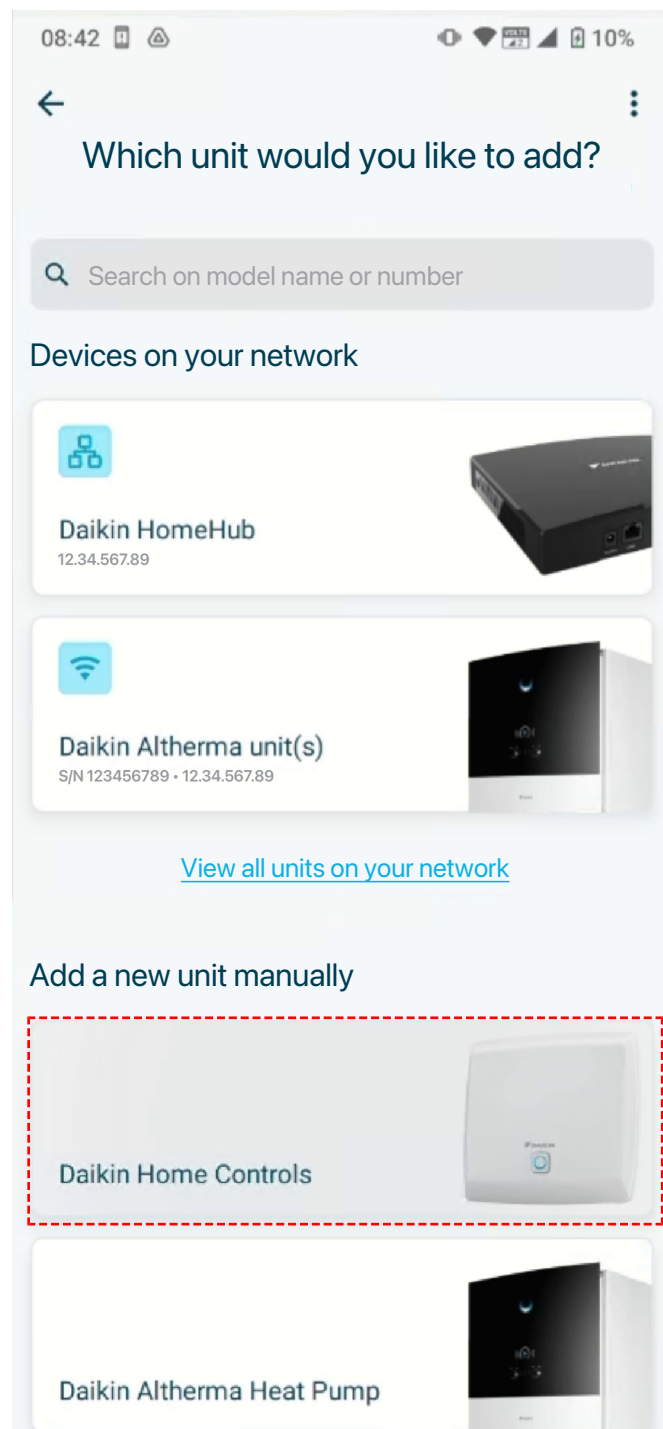 08:42
10%
Which unit would you like to add?
Search on model name or number
Devices on your network
Daikin HomeHub
12.34.567.89
Daikin Altherma unit(s)
S/N 123456789 • 12.34.567.89
View all units on your network
Add a new unit manually
DAIKIN
Daikin Home Controls
Daikin Altherma Heat Pump